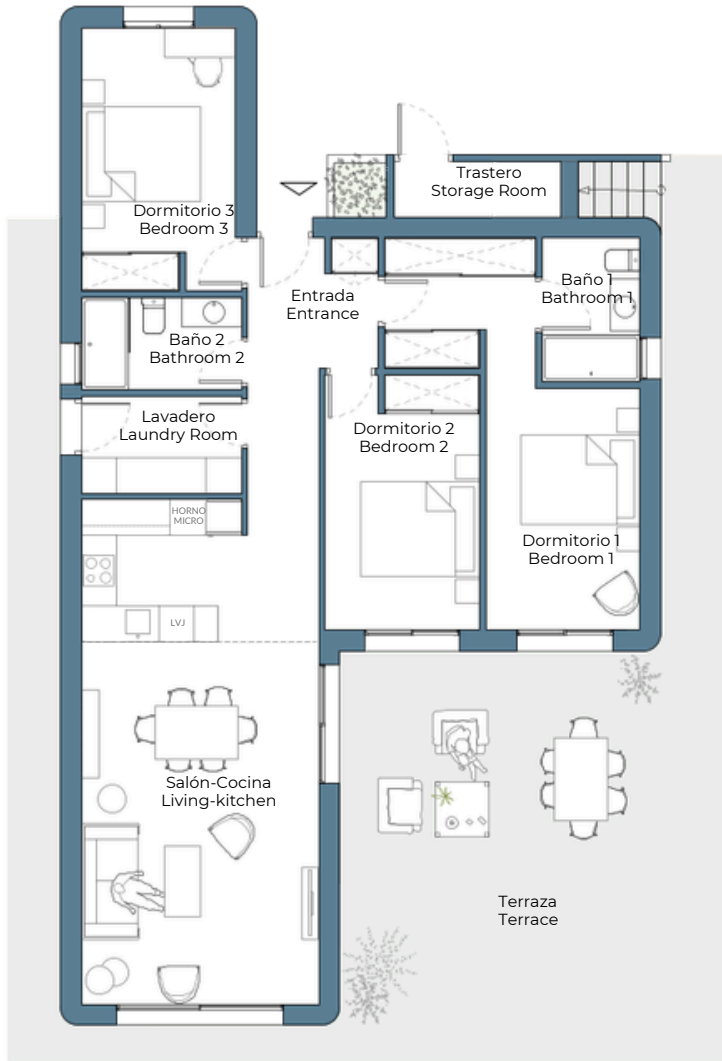 Trastero
Storage Room
Dormitorio 3
Bedroom 3
Baño 1
Bathroom 1
Entrada
Entrance
Baño 2
Bathroom 2
Lavadero
Laundry Room
Dormitorio 2
Bedroom 2
HORNO
MICRO
Dormitorio 1
Bedroom 1
LVJ
Salón-Cocina
Living-kitchen
Terraza
Terrace